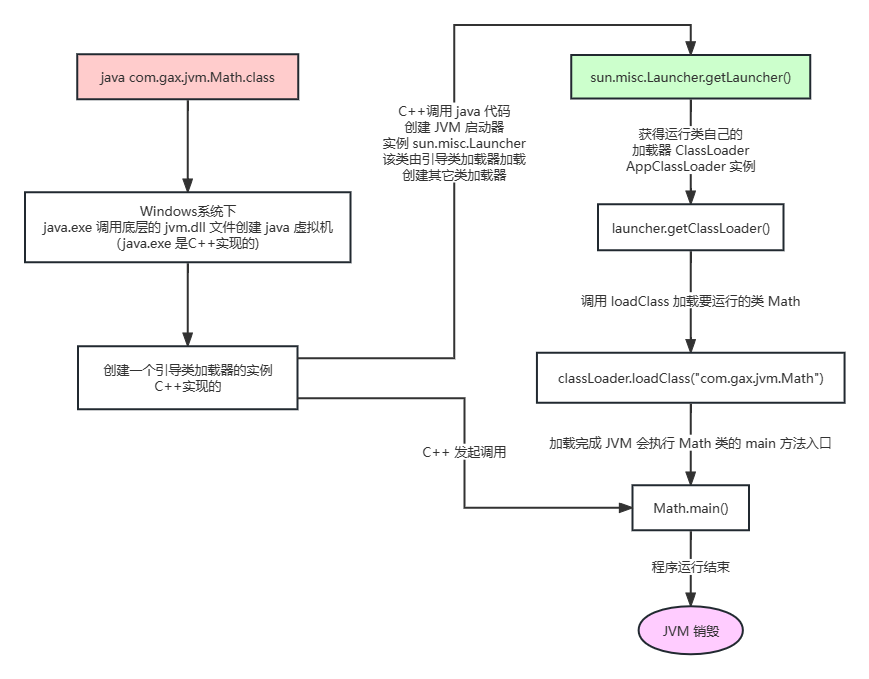 java com.gax.jvm.Math.class
Windows系统下
java.exe 调用底层的 jvm.dll 文件创建 java 虚拟机
（java.exe 是C++实现的)
创建一个引导类加载器的实例
C++实现的
C++调用 java 代码
创建 JVM 启动器
实例 sun.misc.Launcher
该类由引导类加载器加载
创建其它类加载器
C++ 发起调用
sun.misc.Launcher.getLauncher()
获得运行类自己的
加载器 ClassLoader
AppClassLoader 实例
launcher.getClassLoader()
调用 loadClass 加载要运行的类 Math
classLoader.loadClass("com.gax.jvm.Math")
加载完成 JVM 会执行 Math 类的 main 方法入口
Math.main()
程序运行结束
JVM 销毁